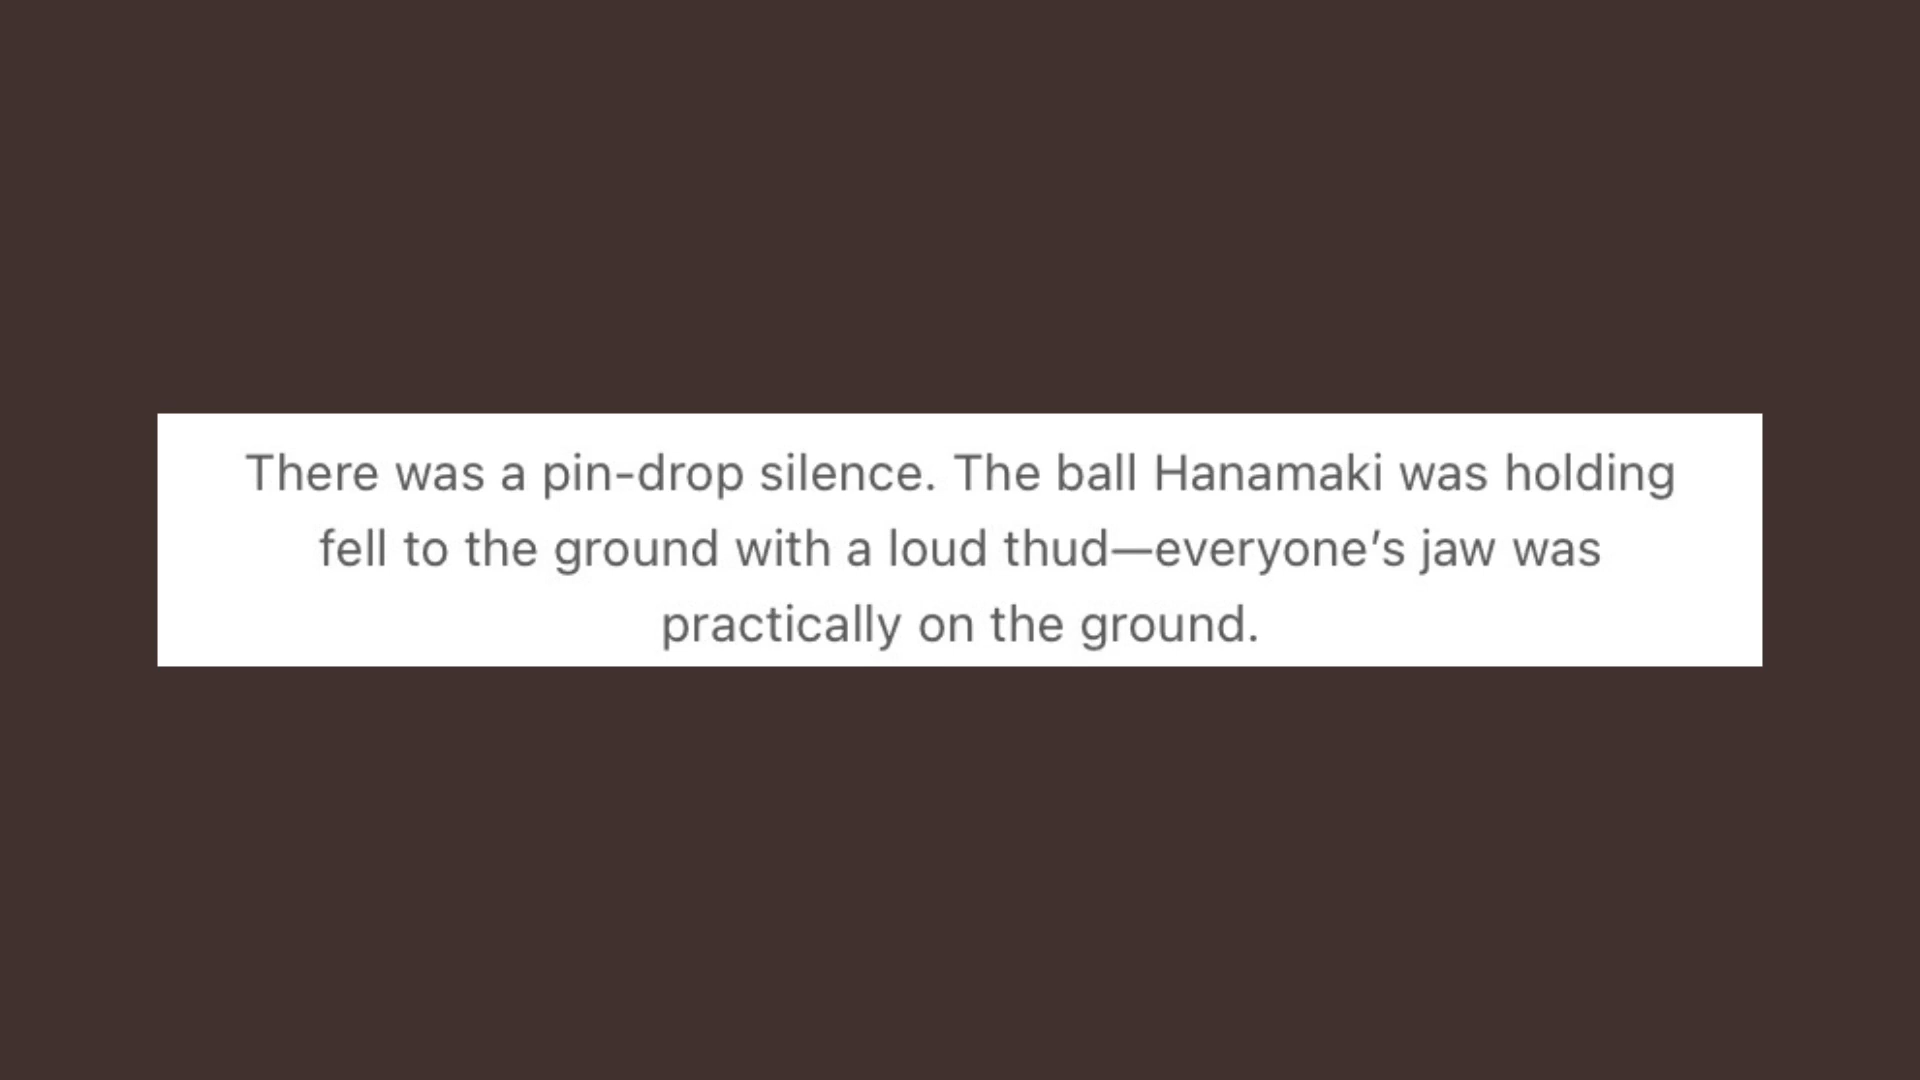 There was a pin-drop silence. The ball Hanamaki was holding
fell to the ground with a loud thud—everyone’s jaw was
practically on the ground.